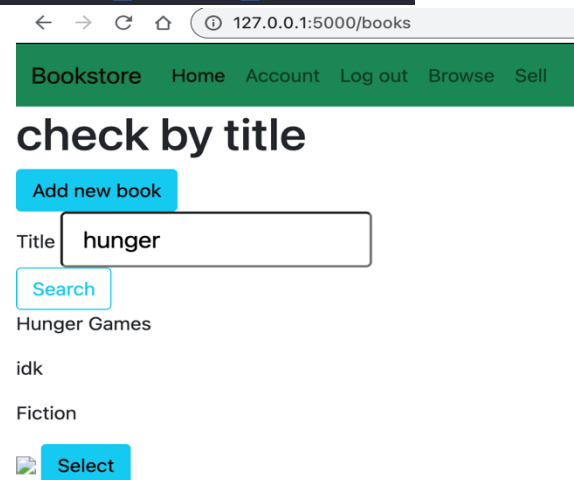 127.0.0.1:5000/books
Bookstore Home Account Log out Browse Sell
check by title
Add new book
Title hunger
Search
Hunger Games
idk
Fiction
Select